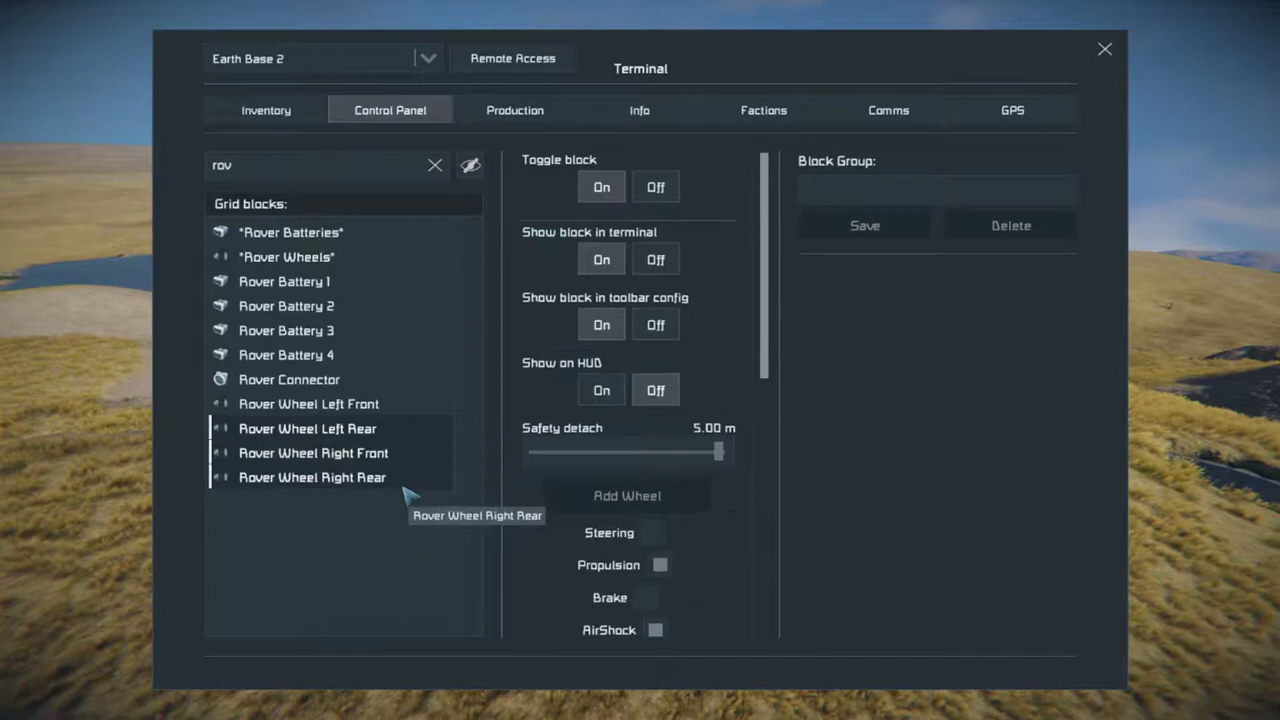 Earth Base 2
Remote Access
Terminal
Inventory
Control Panel
Production
Info
Factions
Comms
GPS
rov
Grid blocks:
*Rover Batteries*
*Rover Wheels*
Rover Battery 1
Rover Battery 2
Rover Battery 3
Rover Battery 4
Rover Connector
Rover Wheel Left Front
Rover Wheel Left Rear
Rover Wheel Right Front
Rover Wheel Right Rear
Rover Wheel Right Rear
Toggle block
On Off
Show block in terminal
On Off
Show block in toolbar config
On Off
Show on HUD
On Off
Safety detach 5.00 m
Add Wheel
Steering
Propulsion
Brake
AirShock
Block Group:
Save Delete